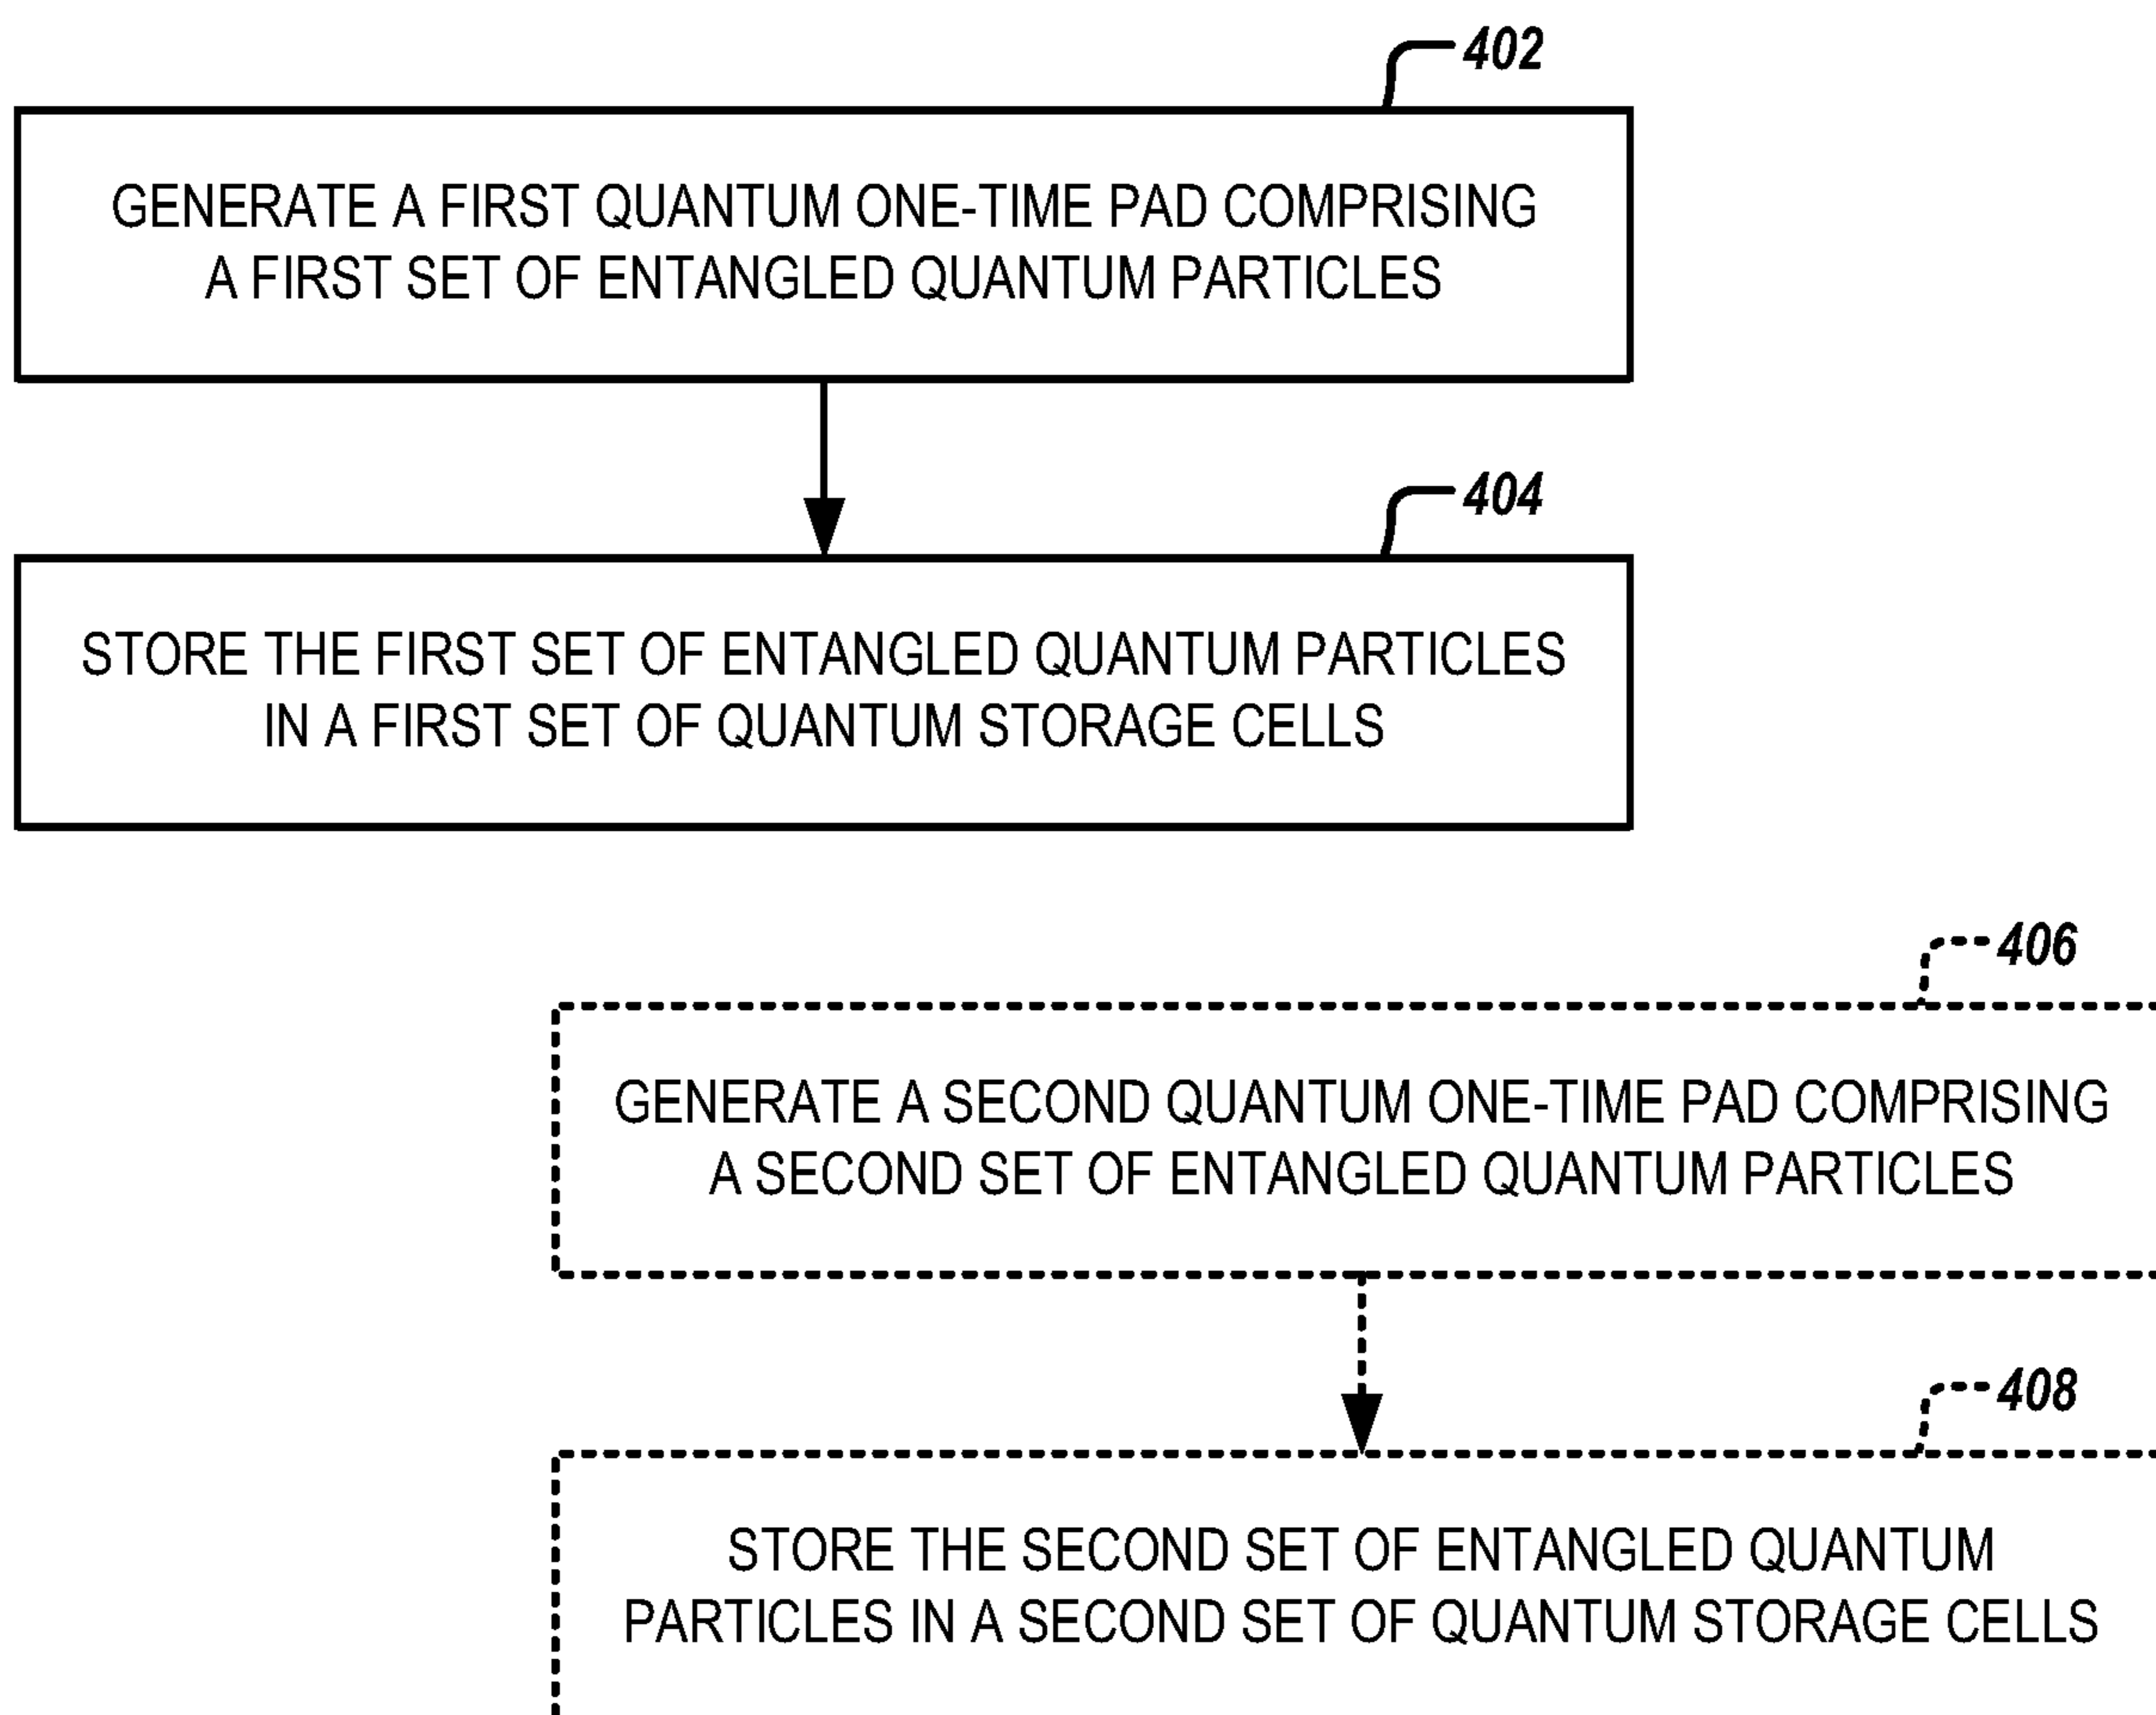 402
GENERATE A FIRST QUANTUM ONE-TIME PAD COMPRISING
A FIRST SET OF ENTANGLED QUANTUM PARTICLES
404
STORE THE FIRST SET OF ENTANGLED QUANTUM PARTICLES
IN A FIRST SET OF QUANTUM STORAGE CELLS
406
GENERATE A SECOND QUANTUM ONE-TIME PAD COMPRISING
A SECOND SET OF ENTANGLED QUANTUM PARTICLES
408
STORE THE SECOND SET OF ENTANGLED QUANTUM
PARTICLES IN A SECOND SET OF QUANTUM STORAGE CELLS